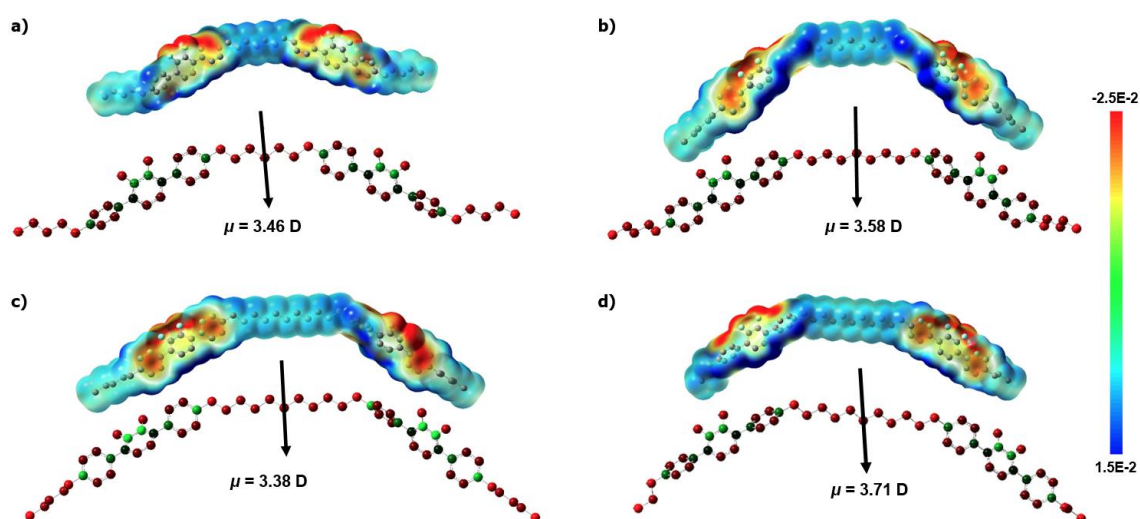 a)
b)
-2.5E-2
μ = 3.46 D
μ = 3.58 D
c)
d)
1.5E-2
μ = 3.38 D
μ = 3.71 D